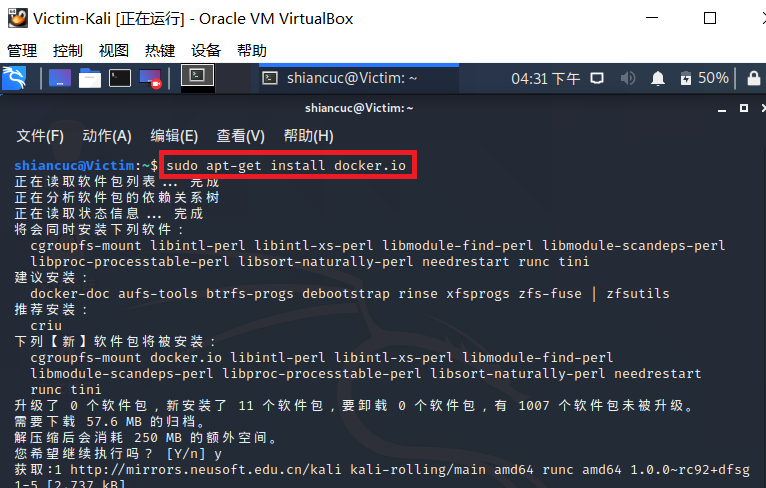 Victim-Kali [正在运行] - Oracle VM VirtualBox
管理 控制 视图 热键 设备 帮助
shiancuc@Victim: ~ 04:31 下午 50%
shiancuc@Victim: ~
文件(F) 动作(A) 编辑(E) 查看(V) 帮助(H)
shiancuc@Victim:~$ sudo apt-get install docker.io
正在读取软件包列表... 完成
正在分析软件包的依赖关系树
正在读取状态信息... 完成
将会同时安装下列软件：
cgroupfs-mount libintl-perl libintl-xs-perl libmodule-find-perl libmodule-scandeps-perl
libproc-processtable-perl libsort-naturally-perl needrestart runc tini
建议安装：
docker-doc aufs-tools btrfs-progs debootstrap rinse xfsprogs zfs-fuse | zfsutils
推荐安装：
criu
下列【新】软件包将被安装：
cgroupfs-mount docker.io libintl-perl libintl-xs-perl libmodule-find-perl
libmodule-scandeps-perl libproc-processtable-perl libsort-naturally-perl needrestart
runc tini
升级了 0 个软件包，新安装了 11 个软件包，要卸载 0 个软件包，有 1007 个软件包未被升级。
需要下载 57.6 MB 的归档。
解压缩后会消耗 250 MB 的额外空间。
您希望继续执行吗？ [Y/n] y
获取:1 http://mirrors.neusoft.edu.cn/kali kali-rolling/main amd64 runc amd64 1.0.0~rc92+dfsg
1-5 [2,737 kB]